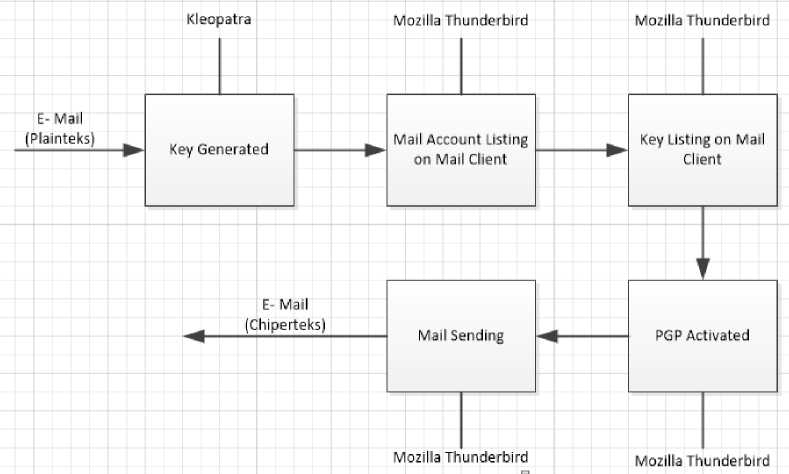 Kleopatra
Mozilla Thunderbird
Mozilla Thunderbird
E- Mail
(Plainteks)
Key Generated
Mail Account Listing
on Mail Client
Key Listing on Mail
Client
E- Mail
(Chiperteks)
Mail Sending
PGP Activated
Mozilla Thunderbird
Mozilla Thunderbird